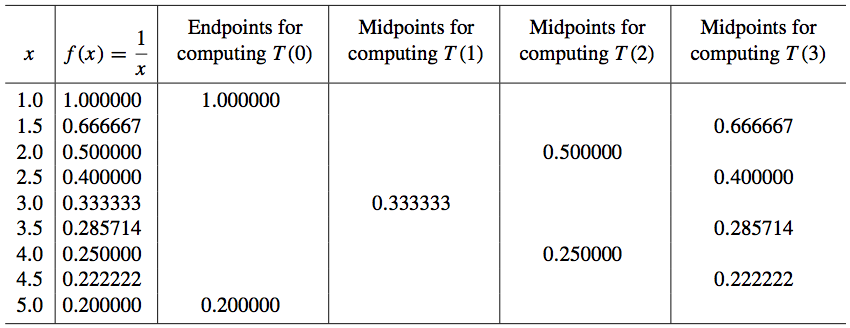 x f(x) = 1/x Endpoints for computing T(0) Midpoints for computing T(1) Midpoints for computing T(2) Midpoints for computing T(3)
1.0 1.000000 1.000000
1.5 0.666667 0.666667
2.0 0.500000 0.500000
2.5 0.400000 0.400000
3.0 0.333333 0.333333
3.5 0.285714 0.285714
4.0 0.250000 0.250000
4.5 0.222222 0.222222
5.0 0.200000 0.200000